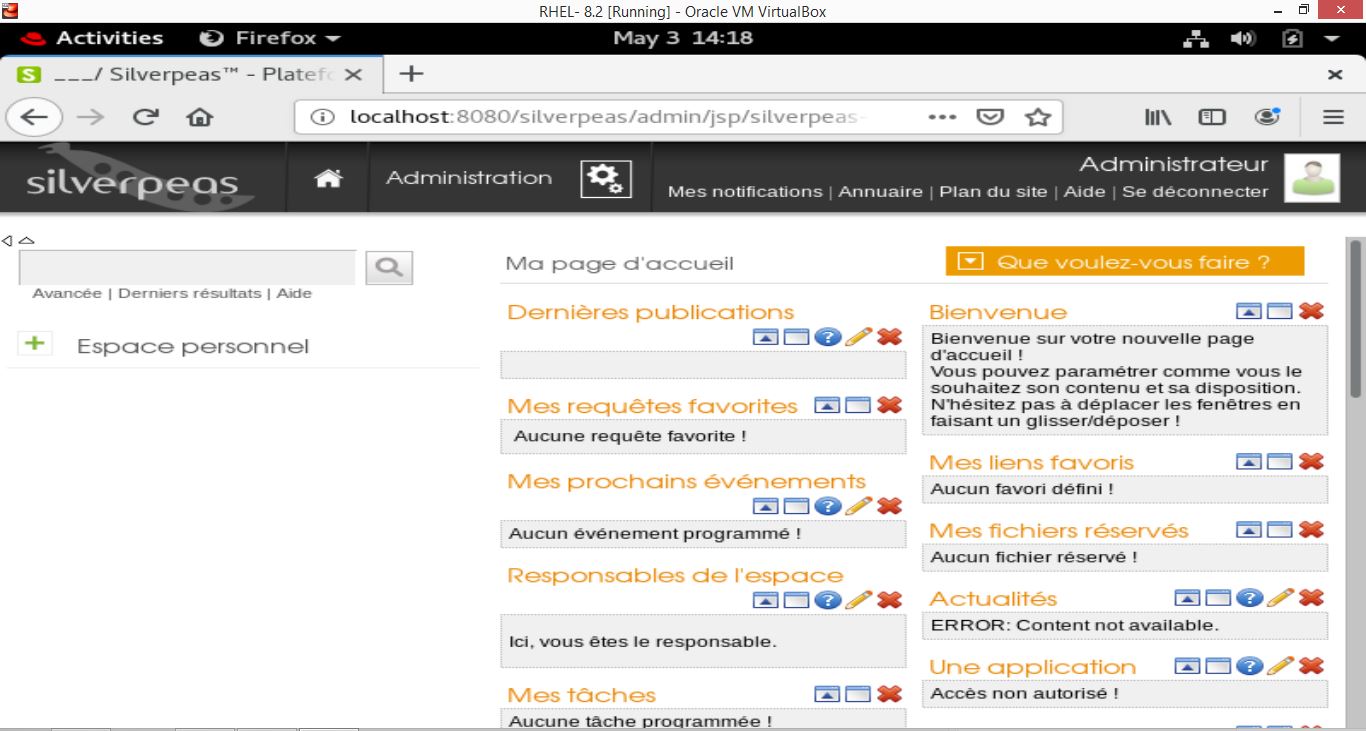 RHEL- 8.2 [Running] - Oracle VM VirtualBox
Activities Firefox May 3 14:18
S ___/ Silverpeas™ - Platef
localhost:8080/silverpeas/admin/jsp/silverpeas-
silverpeas Administration
Administrateur
Mes notifications | Annuaire | Plan du site | Aide | Se déconnecter
Avancée | Derniers résultats | Aide
Espace personnel
Ma page d'accueil
Que voulez-vous faire ?
Dernières publications
Mes requêtes favorites
Aucune requête favorite !
Mes prochains événements
Aucun événement programmé !
Responsables de l'espace
Ici, vous êtes le responsable.
Mes tâches
Aucune tâche programmée !
Bienvenue
Bienvenue sur votre nouvelle page
d'accueil !
Vous pouvez paramétrer comme vous le
souhaitez son contenu et sa disposition.
N'hésitez pas à déplacer les fenêtres en
faisant un glisser/déposer !
Mes liens favoris
Aucun favori défini !
Mes fichiers réservés
Aucun fichier réservé !
Actualités
ERROR: Content not available.
Une application
Accès non autorisé !